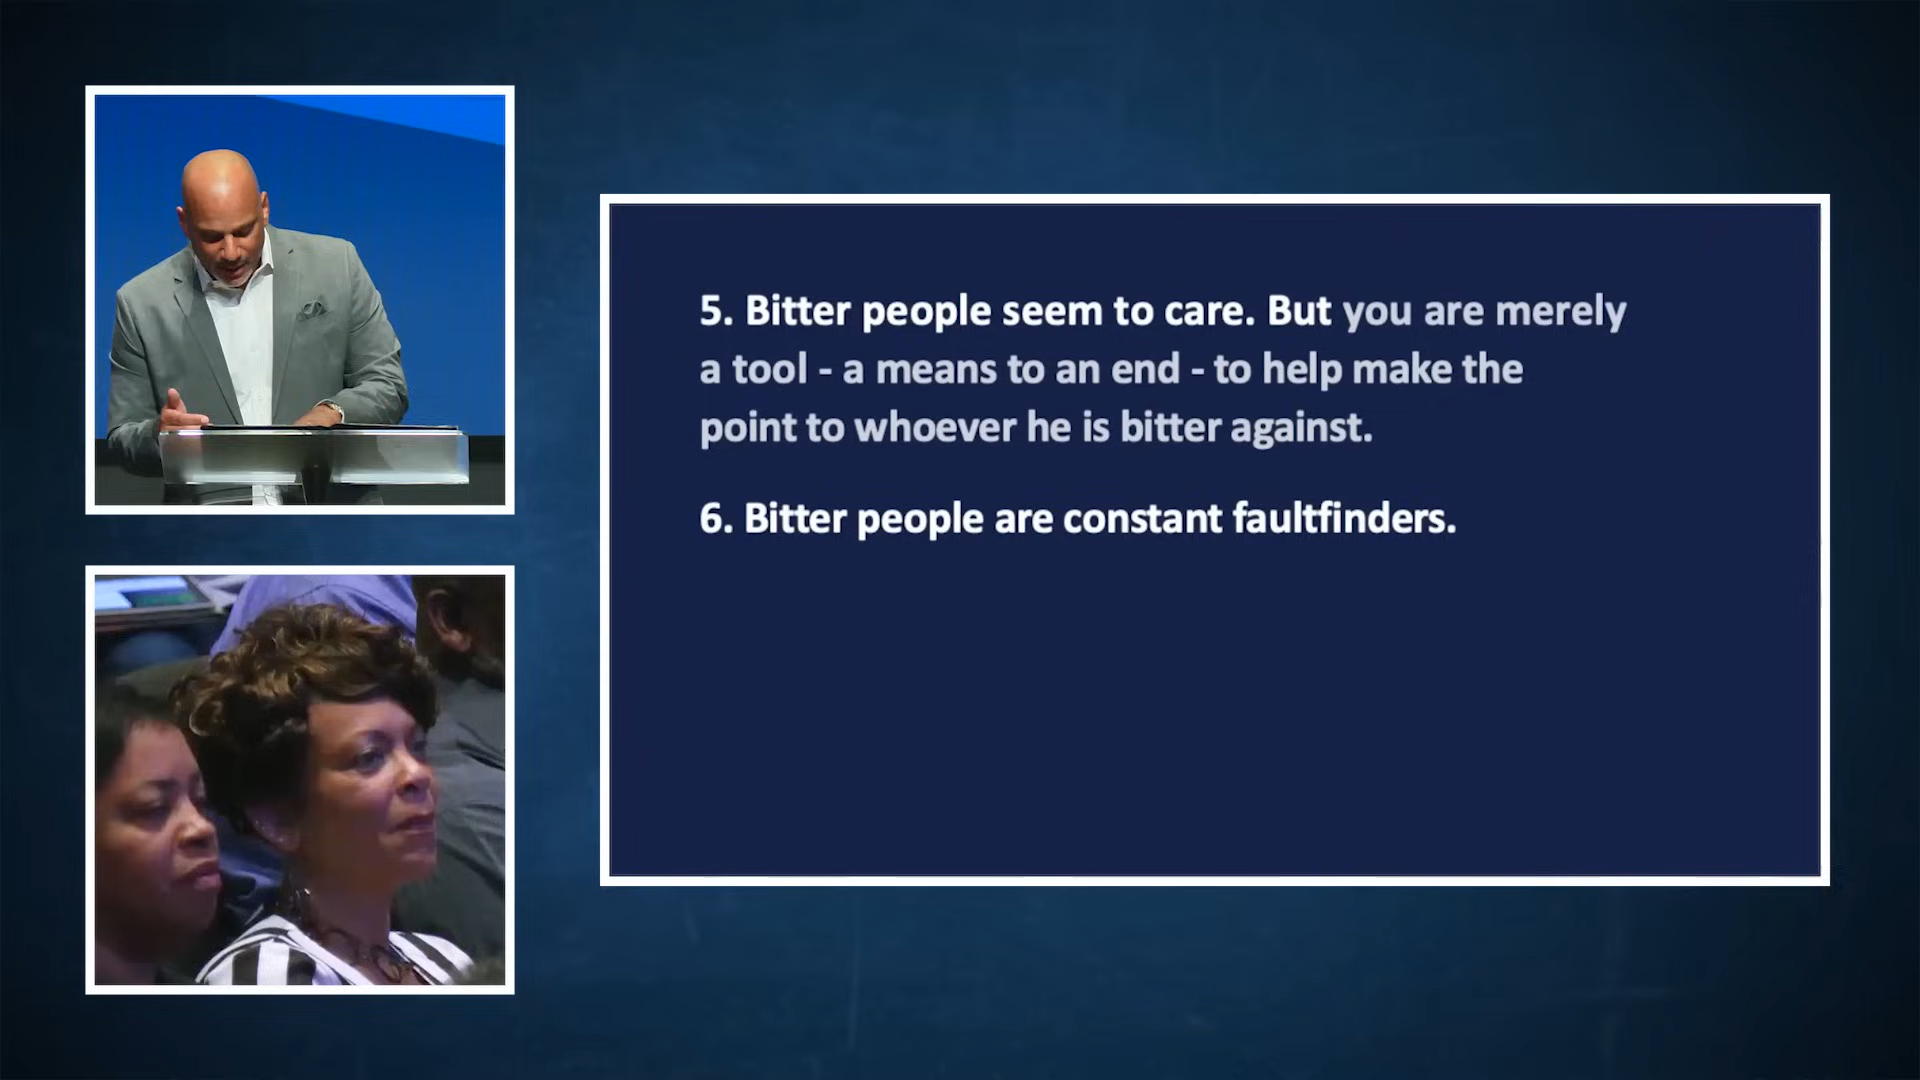 5. Bitter people seem to care. But you are merely
a tool - a means to an end - to help make the
point to whoever he is bitter against.
6. Bitter people are constant faultfinders.